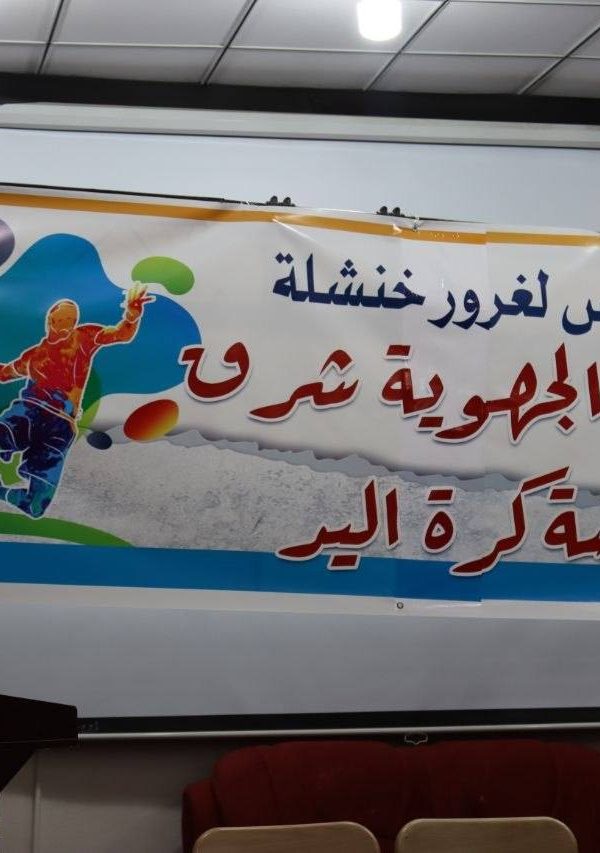 لغرور خنشلة
الجهوية شرق
كرة اليد